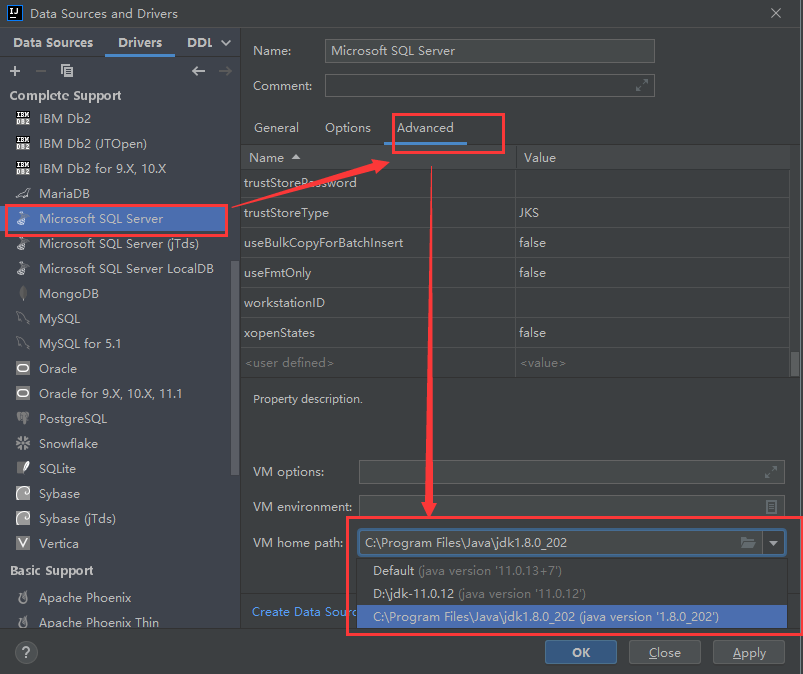 Data Sources and Drivers
Data Sources Drivers DDL
Complete Support
IBM Db2
IBM Db2 (JTOpen)
IBM Db2 for 9.X, 10.X
MariaDB
Microsoft SQL Server
Microsoft SQL Server (jTds)
Microsoft SQL Server LocalDB
MongoDB
MySQL
MySQL for 5.1
Oracle
Oracle for 9.X, 10.X, 11.1
PostgreSQL
Snowflake
SQLite
Sybase
Sybase (jTds)
Vertica
Basic Support
Apache Phoenix
Apache Phoenix Thin
Name: Microsoft SQL Server
Comment:
General Options Advanced
Name Value
trustStorePassword
trustStoreType JKS
useBulkCopyForBatchInsert false
useFmtOnly false
workstationID
xopenStates false
<user defined> <value>
Property description.
VM options:
VM environment:
VM home path: C:\Program Files\Java\jdk1.8.0_202
Default (java version '11.0.13+7')
D:\jdk-11.0.12 (java version '11.0.12')
C:\Program Files\Java\jdk1.8.0_202 (java version '1.8.0_202')
Create Data Sourc
? OK Close Apply